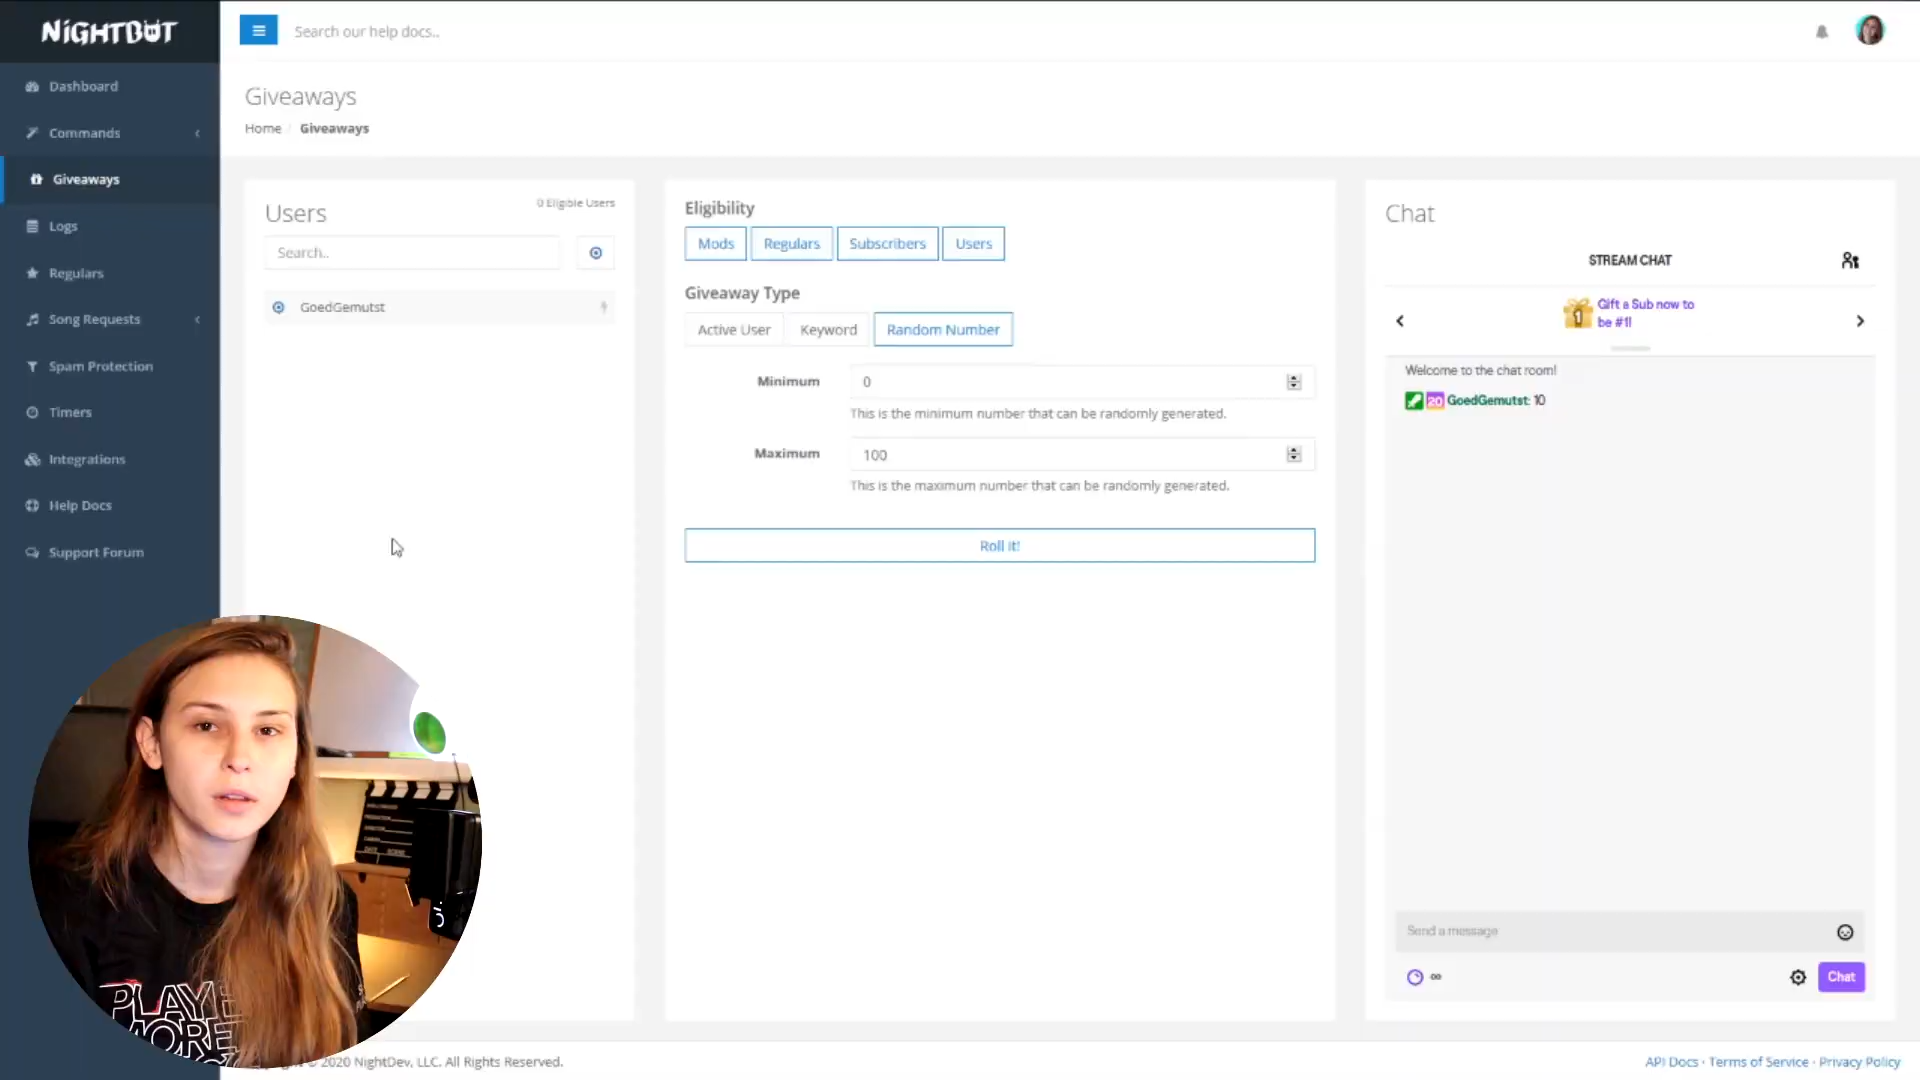 NIGHTBOT
Search our help docs..
Dashboard
Commands
Giveaways
Logs
Regulars
Song Requests
Spam Protection
Timers
Integrations
Help Docs
Support Forum
Giveaways
Home / Giveaways
Users
0 Eligible Users
Search..
GoedGemutst
Eligibility
Mods
Regulars
Subscribers
Users
Giveaway Type
Active User
Keyword
Random Number
Minimum
0
This is the minimum number that can be randomly generated.
Maximum
100
This is the maximum number that can be randomly generated.
Roll it!
Chat
STREAM CHAT
1
Gift a Sub now to
be #1!
Welcome to the chat room!
20 GoedGemutst: 10
Send a message
∞
Chat
PLAYE
MORE
© 2020 NightDev, LLC. All Rights Reserved.
API Docs · Terms of Service · Privacy Policy